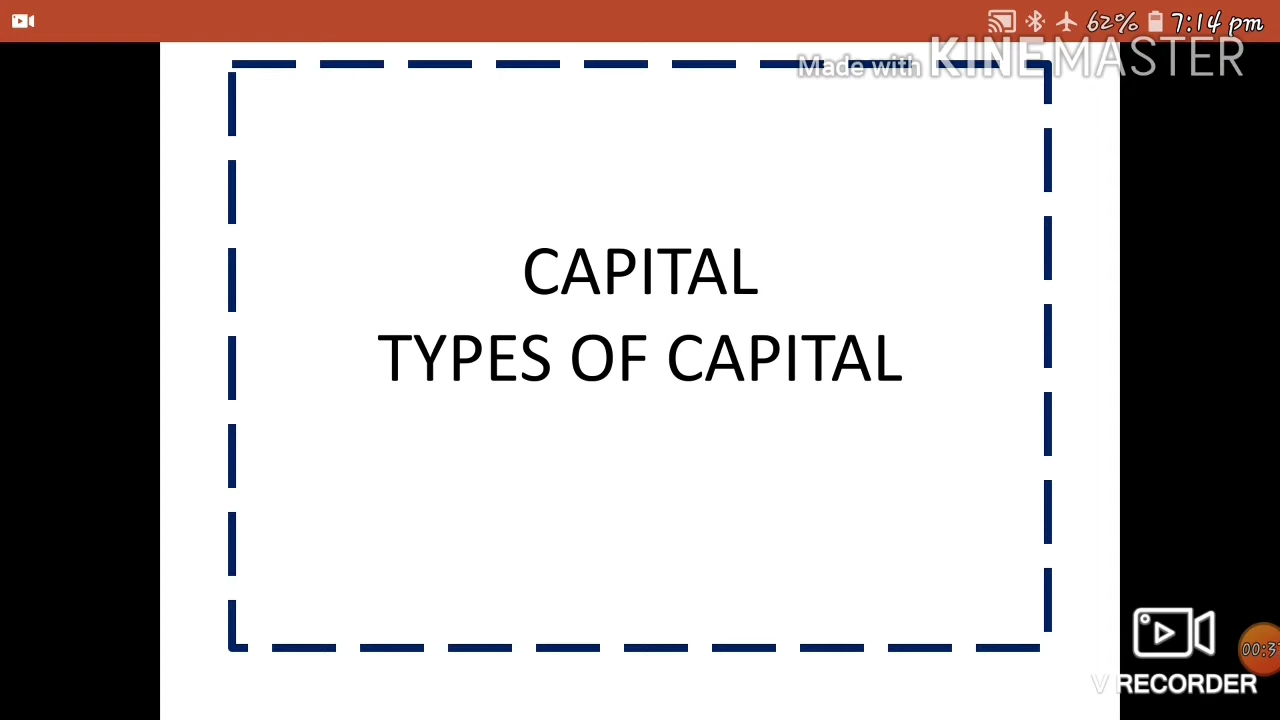 62% 7:14 pm
Made with KINEMASTER
CAPITAL
TYPES OF CAPITAL
V RECORDER